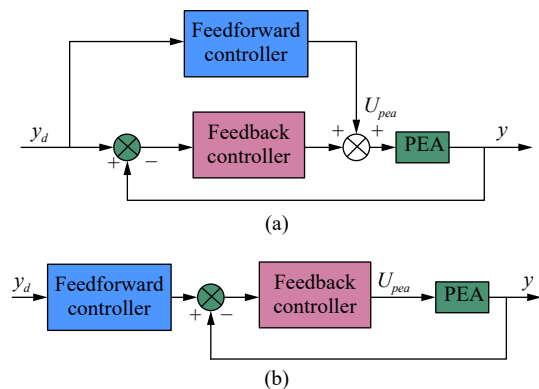 Feedforward
controller
U_pea
y_d
+ −
Feedback
controller
+ +
PEA
y
(a)
y_d
Feedforward
controller
+ −
Feedback
controller
U_pea
PEA
y
(b)